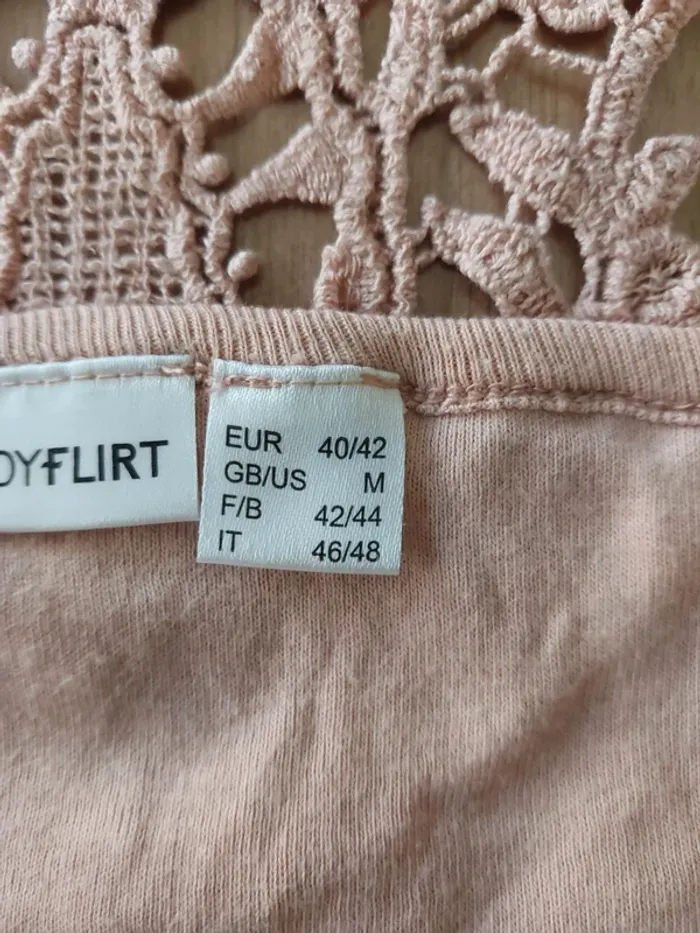 DYFLIRT
EUR 40/42
GB/US M
F/B 42/44
IT 46/48